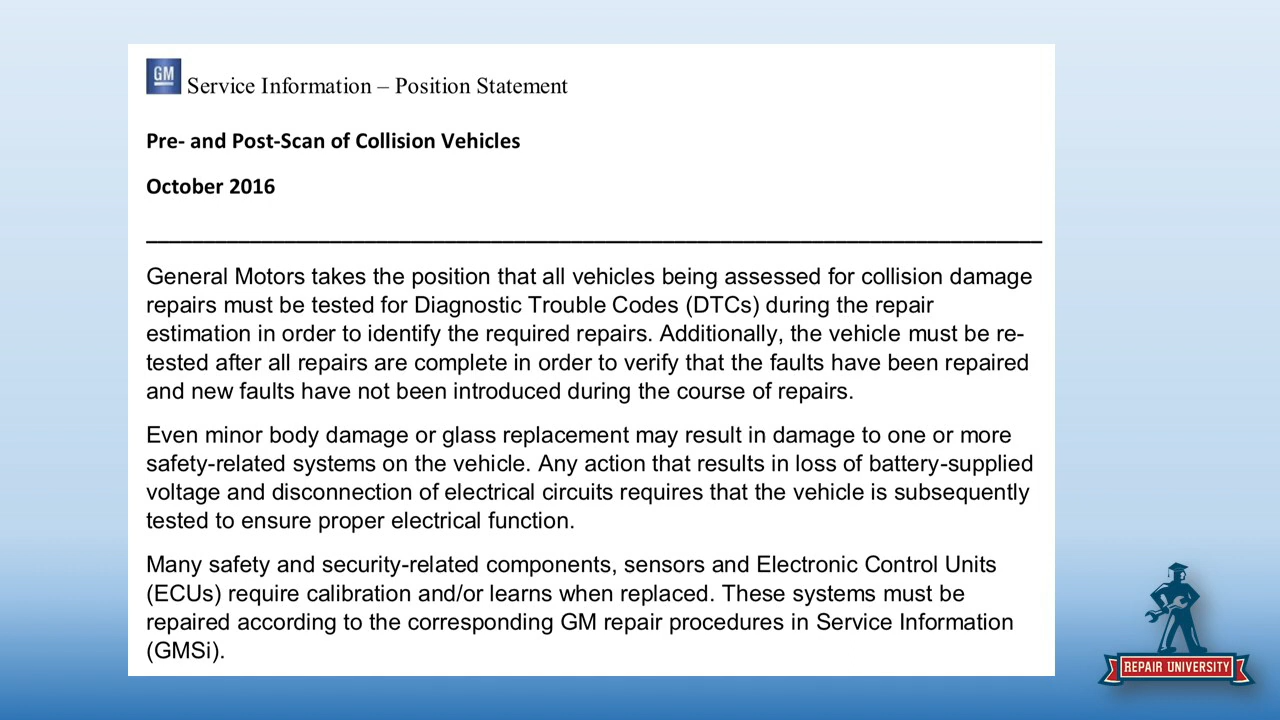 GM Service Information – Position Statement
Pre- and Post-Scan of Collision Vehicles
October 2016
General Motors takes the position that all vehicles being assessed for collision damage
repairs must be tested for Diagnostic Trouble Codes (DTCs) during the repair
estimation in order to identify the required repairs. Additionally, the vehicle must be re-
tested after all repairs are complete in order to verify that the faults have been repaired
and new faults have not been introduced during the course of repairs.
Even minor body damage or glass replacement may result in damage to one or more
safety-related systems on the vehicle. Any action that results in loss of battery-supplied
voltage and disconnection of electrical circuits requires that the vehicle is subsequently
tested to ensure proper electrical function.
Many safety and security-related components, sensors and Electronic Control Units
(ECUs) require calibration and/or learns when replaced. These systems must be
repaired according to the corresponding GM repair procedures in Service Information
(GMSi).
REPAIR UNIVERSITY